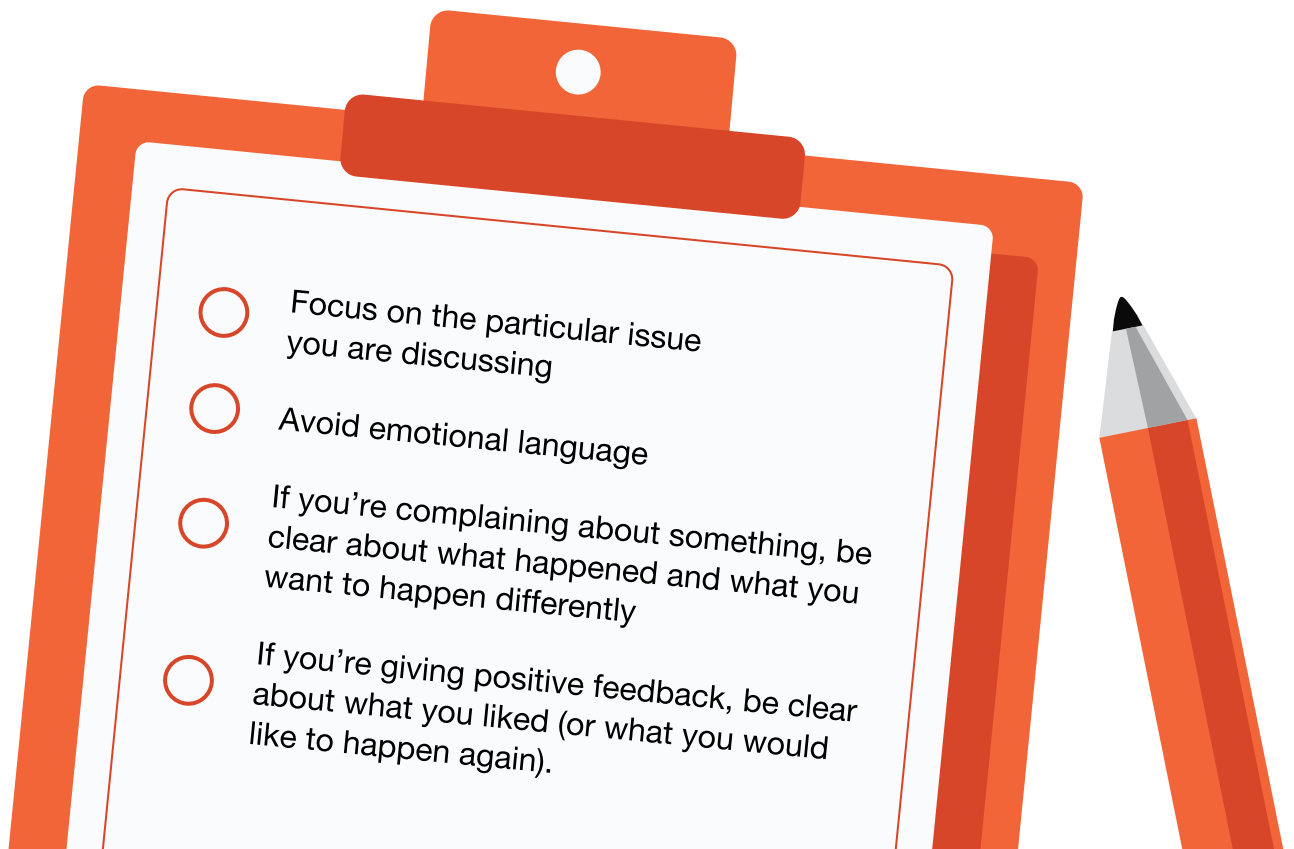 Focus on the particular issue
you are discussing
Avoid emotional language
If you’re complaining about something, be
clear about what happened and what you
want to happen differently
If you’re giving positive feedback, be clear
about what you liked (or what you would
like to happen again).